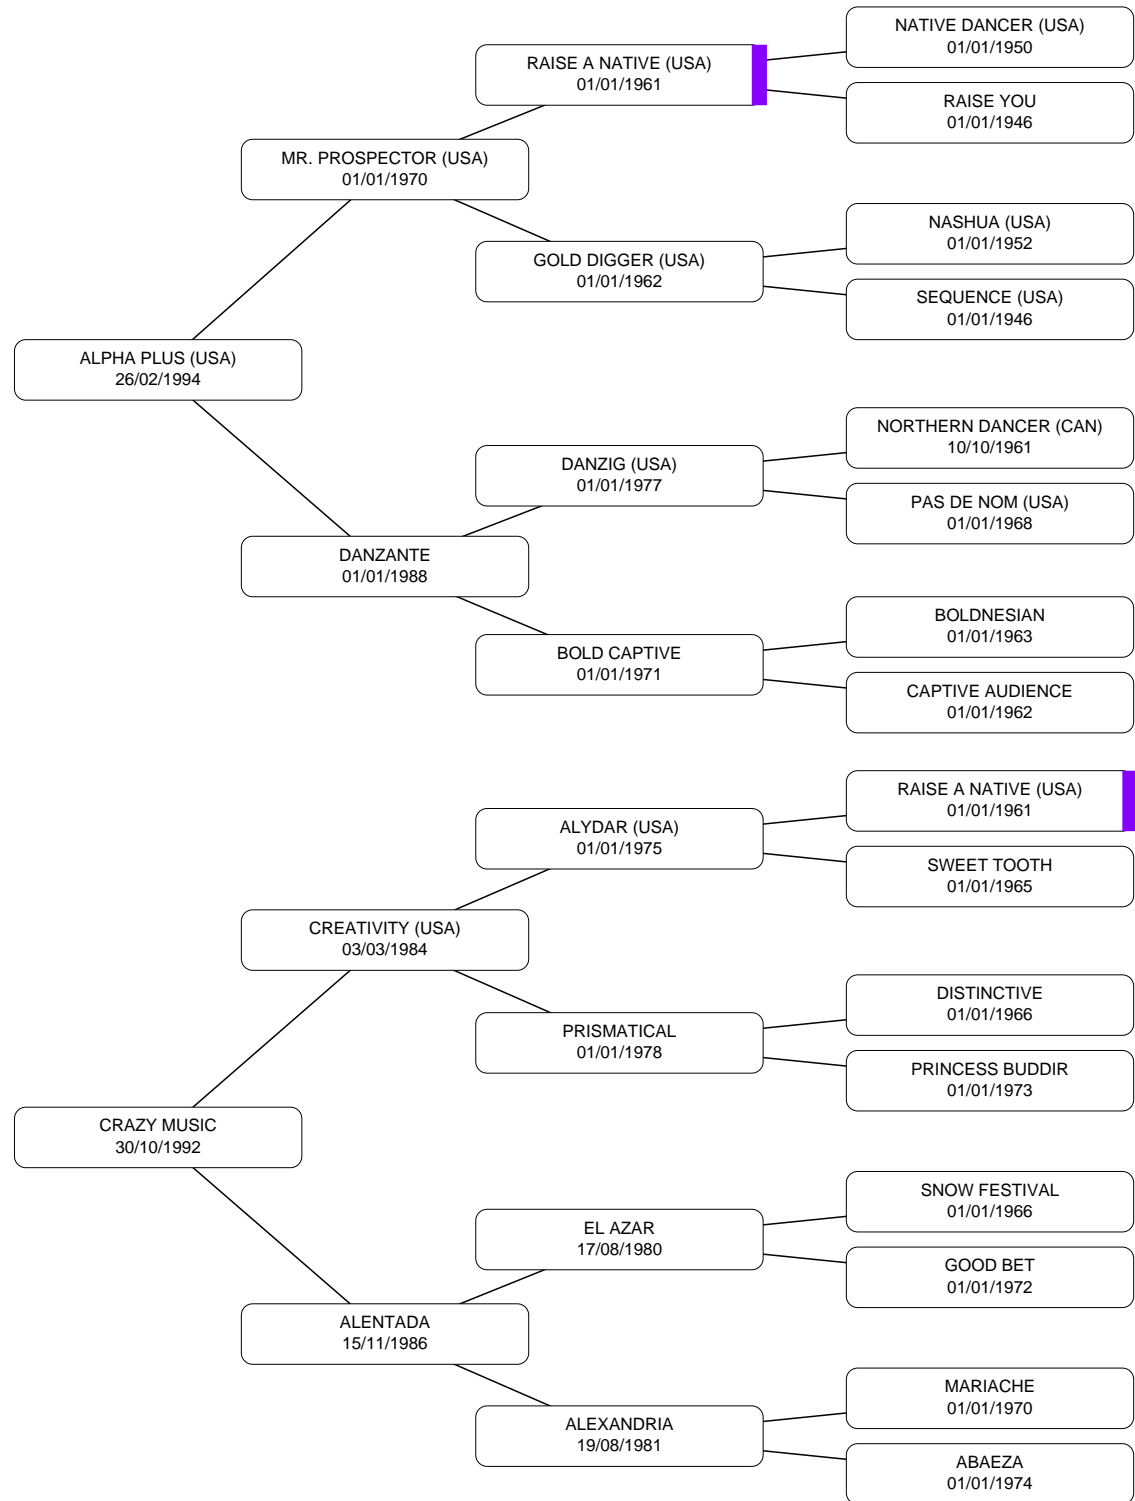 NATIVE DANCER (USA)
01/01/1950
RAISE A NATIVE (USA)
01/01/1961
RAISE YOU
01/01/1946
MR. PROSPECTOR (USA)
01/01/1970
NASHUA (USA)
01/01/1952
GOLD DIGGER (USA)
01/01/1962
SEQUENCE (USA)
01/01/1946
ALPHA PLUS (USA)
26/02/1994
NORTHERN DANCER (CAN)
10/10/1961
DANZIG (USA)
01/01/1977
PAS DE NOM (USA)
01/01/1968
DANZANTE
01/01/1988
BOLDNESIAN
01/01/1963
BOLD CAPTIVE
01/01/1971
CAPTIVE AUDIENCE
01/01/1962
RAISE A NATIVE (USA)
01/01/1961
ALYDAR (USA)
01/01/1975
SWEET TOOTH
01/01/1965
CREATIVITY (USA)
03/03/1984
DISTINCTIVE
01/01/1966
PRISMATICAL
01/01/1978
PRINCESS BUDDIR
01/01/1973
CRAZY MUSIC
30/10/1992
SNOW FESTIVAL
01/01/1966
EL AZAR
17/08/1980
GOOD BET
01/01/1972
ALENTADA
15/11/1986
MARIACHE
01/01/1970
ALEXANDRIA
19/08/1981
ABAEZA
01/01/1974